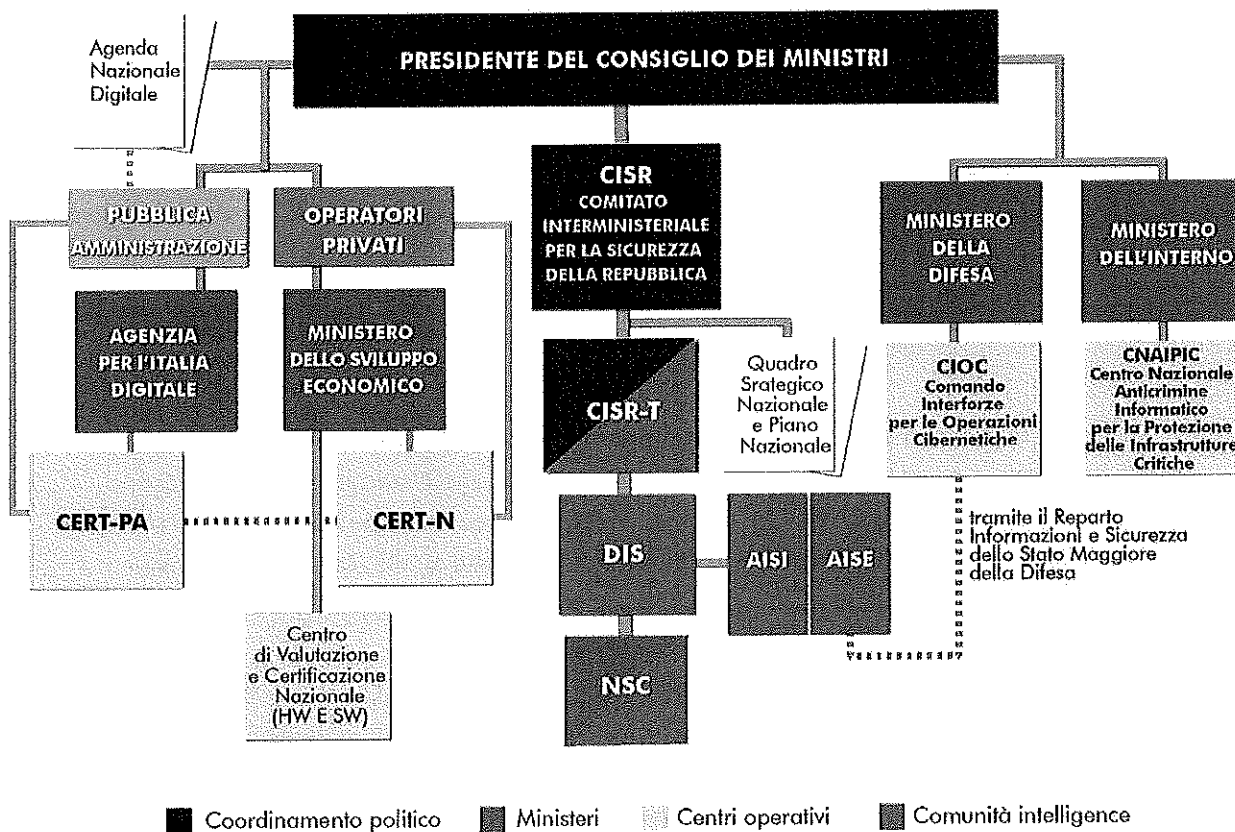 Agenda
Nazionale
Digitale
PRESIDENTE DEL CONSIGLIO DEI MINISTRI
PUBBLICA
AMMINISTRAZIONE
OPERATORI
PRIVATI
CISR
COMITATO
INTERMINISTERIALE
PER LA SICUREZZA
DELLA REPUBBLICA
MINISTERO
DELLA
DIFESA
MINISTERO
DELL'INTERNO
AGENZIA
PER L'ITALIA
DIGITALE
MINISTERO
DELLO SVILUPPO
ECONOMICO
CISR-T
Quadro
Srategico
Nazionale
e Piano
Nazionale
CIOC
Comando
Interforze
per le Operazioni
Cibernetiche
CNAIPIC
Centro Nazionale
Anticrimine
Informatico
per la Protezione
delle Infrastrutture
Critiche
CERT-PA
CERT-N
DIS
AISI
AISE
tramite il Reparto
Informazioni e Sicurezza
dello Stato Maggiore
della Difesa
Centro
di Valutazione
e Certificazione
Nazionale
(HW E SW)
NSC
Coordinamento politico
Ministeri
Centri operativi
Comunità intelligence